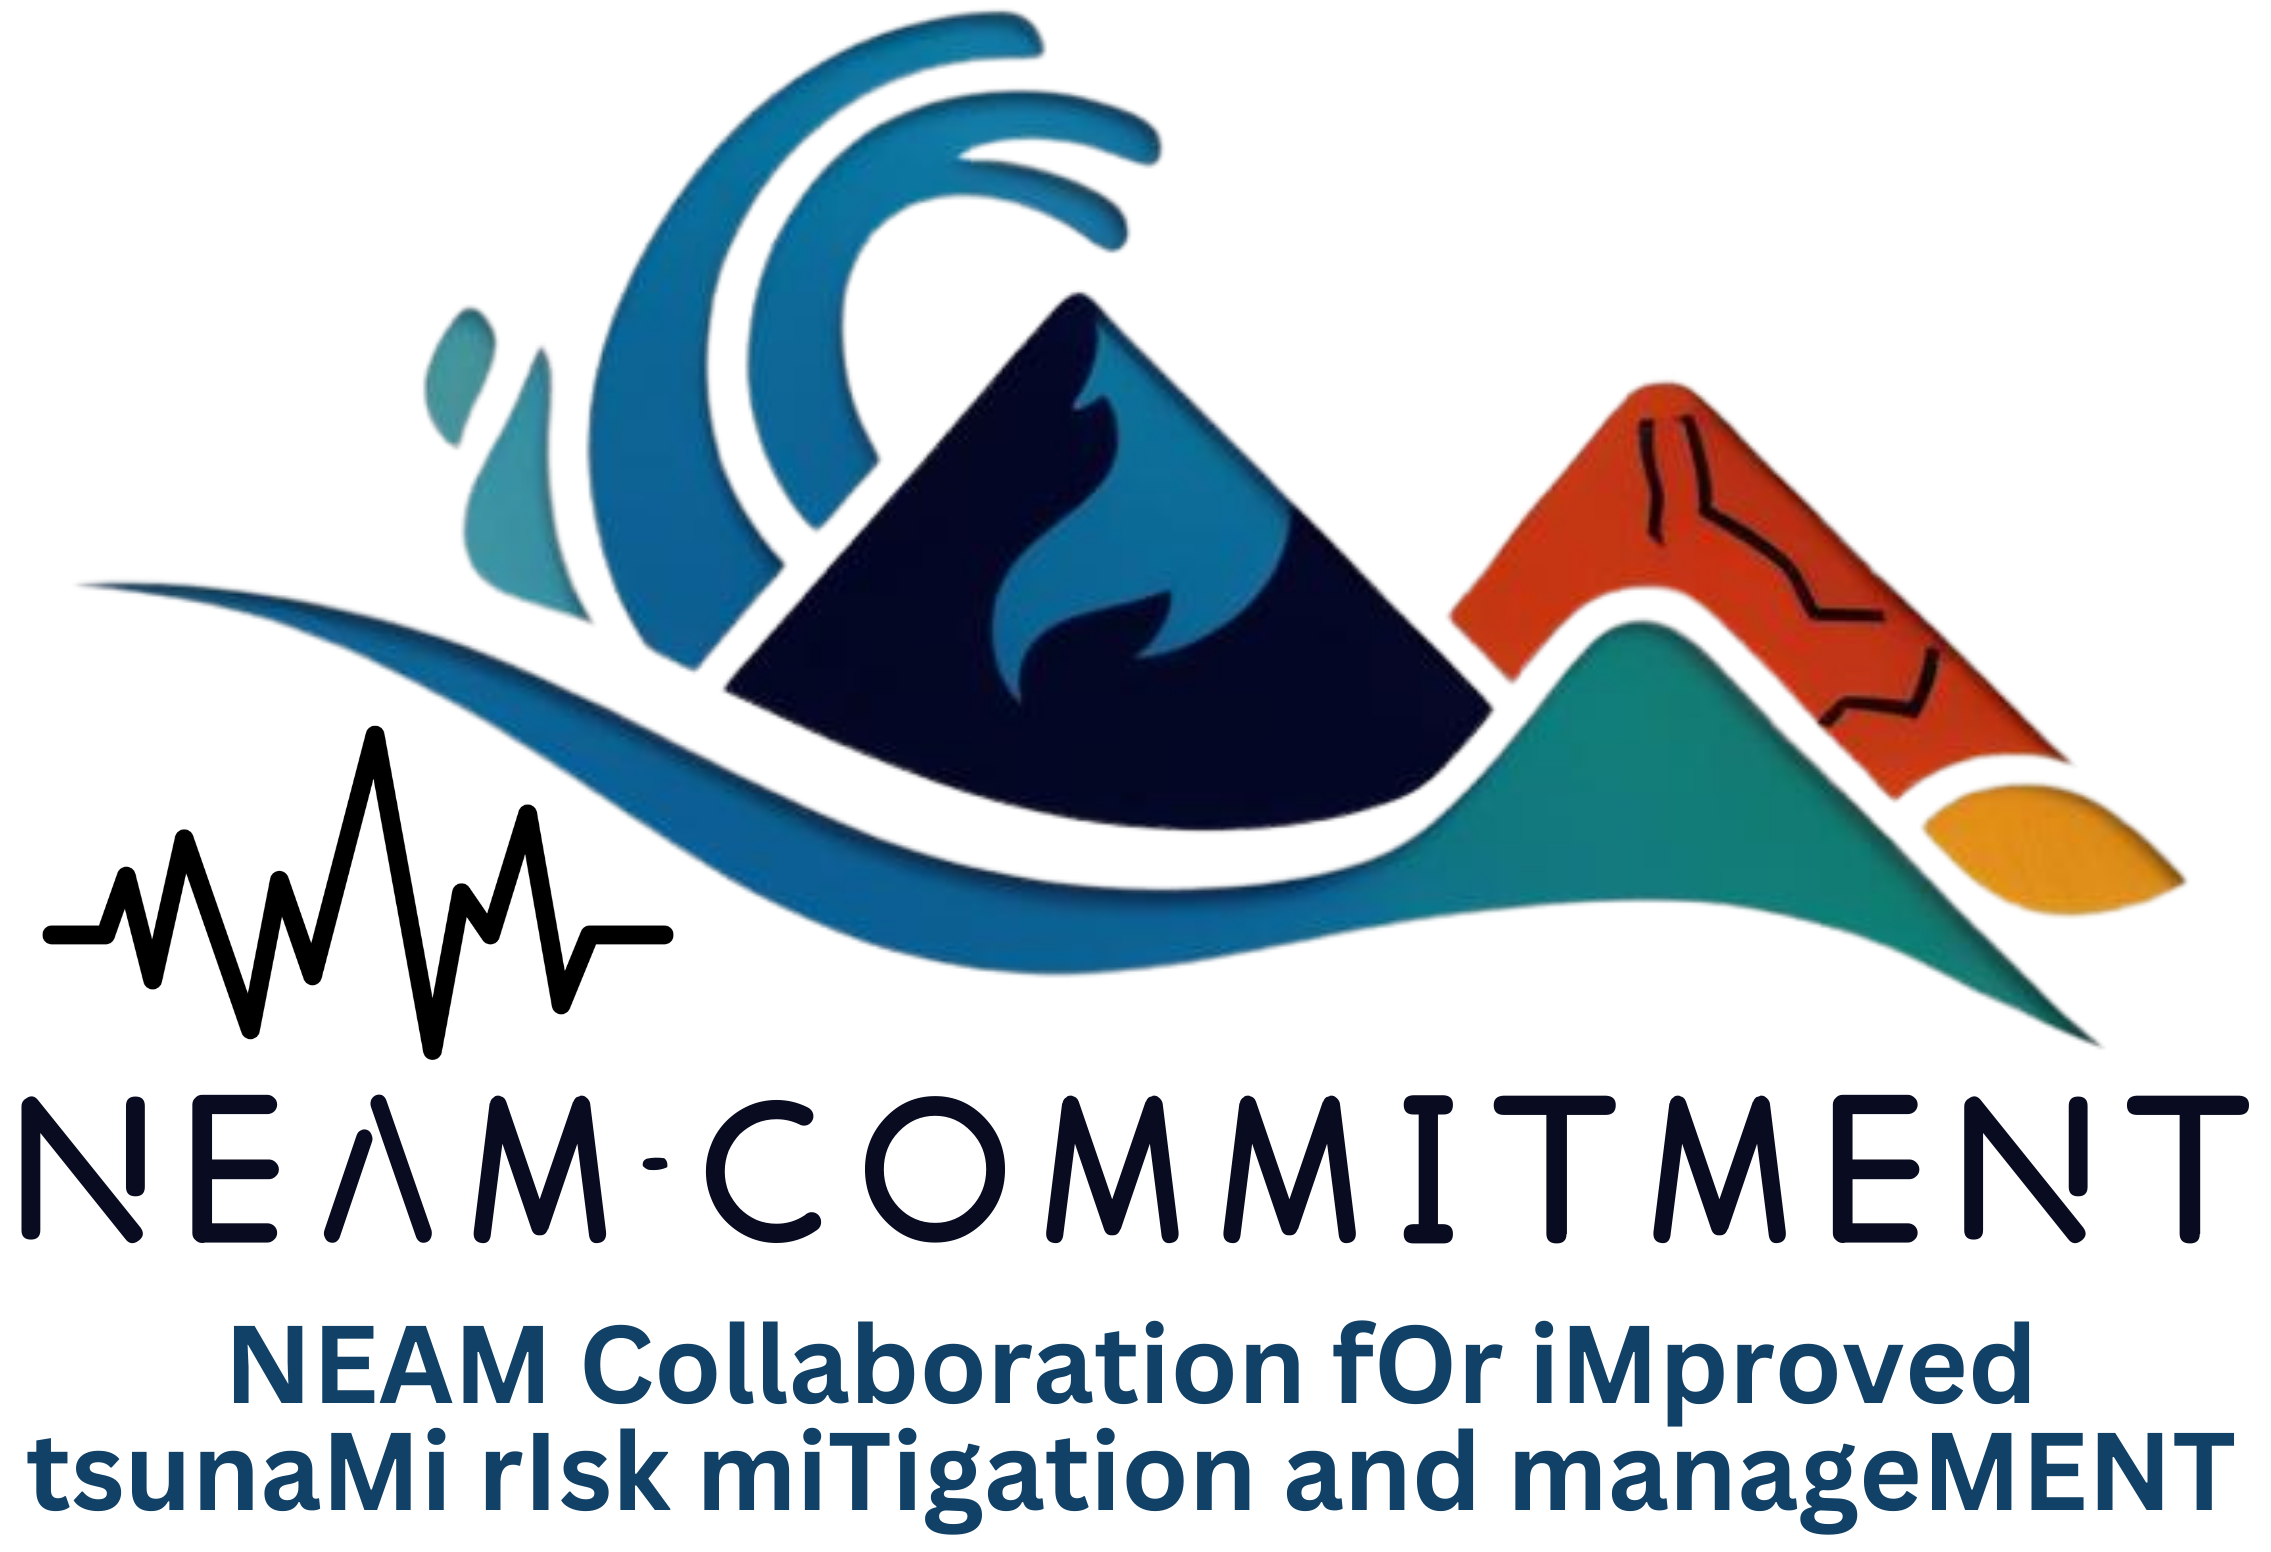 NEAM-COMMITMENT
NEAM Collaboration fOr iMproved
tsunaMi rIsk miTigation and manageMENT